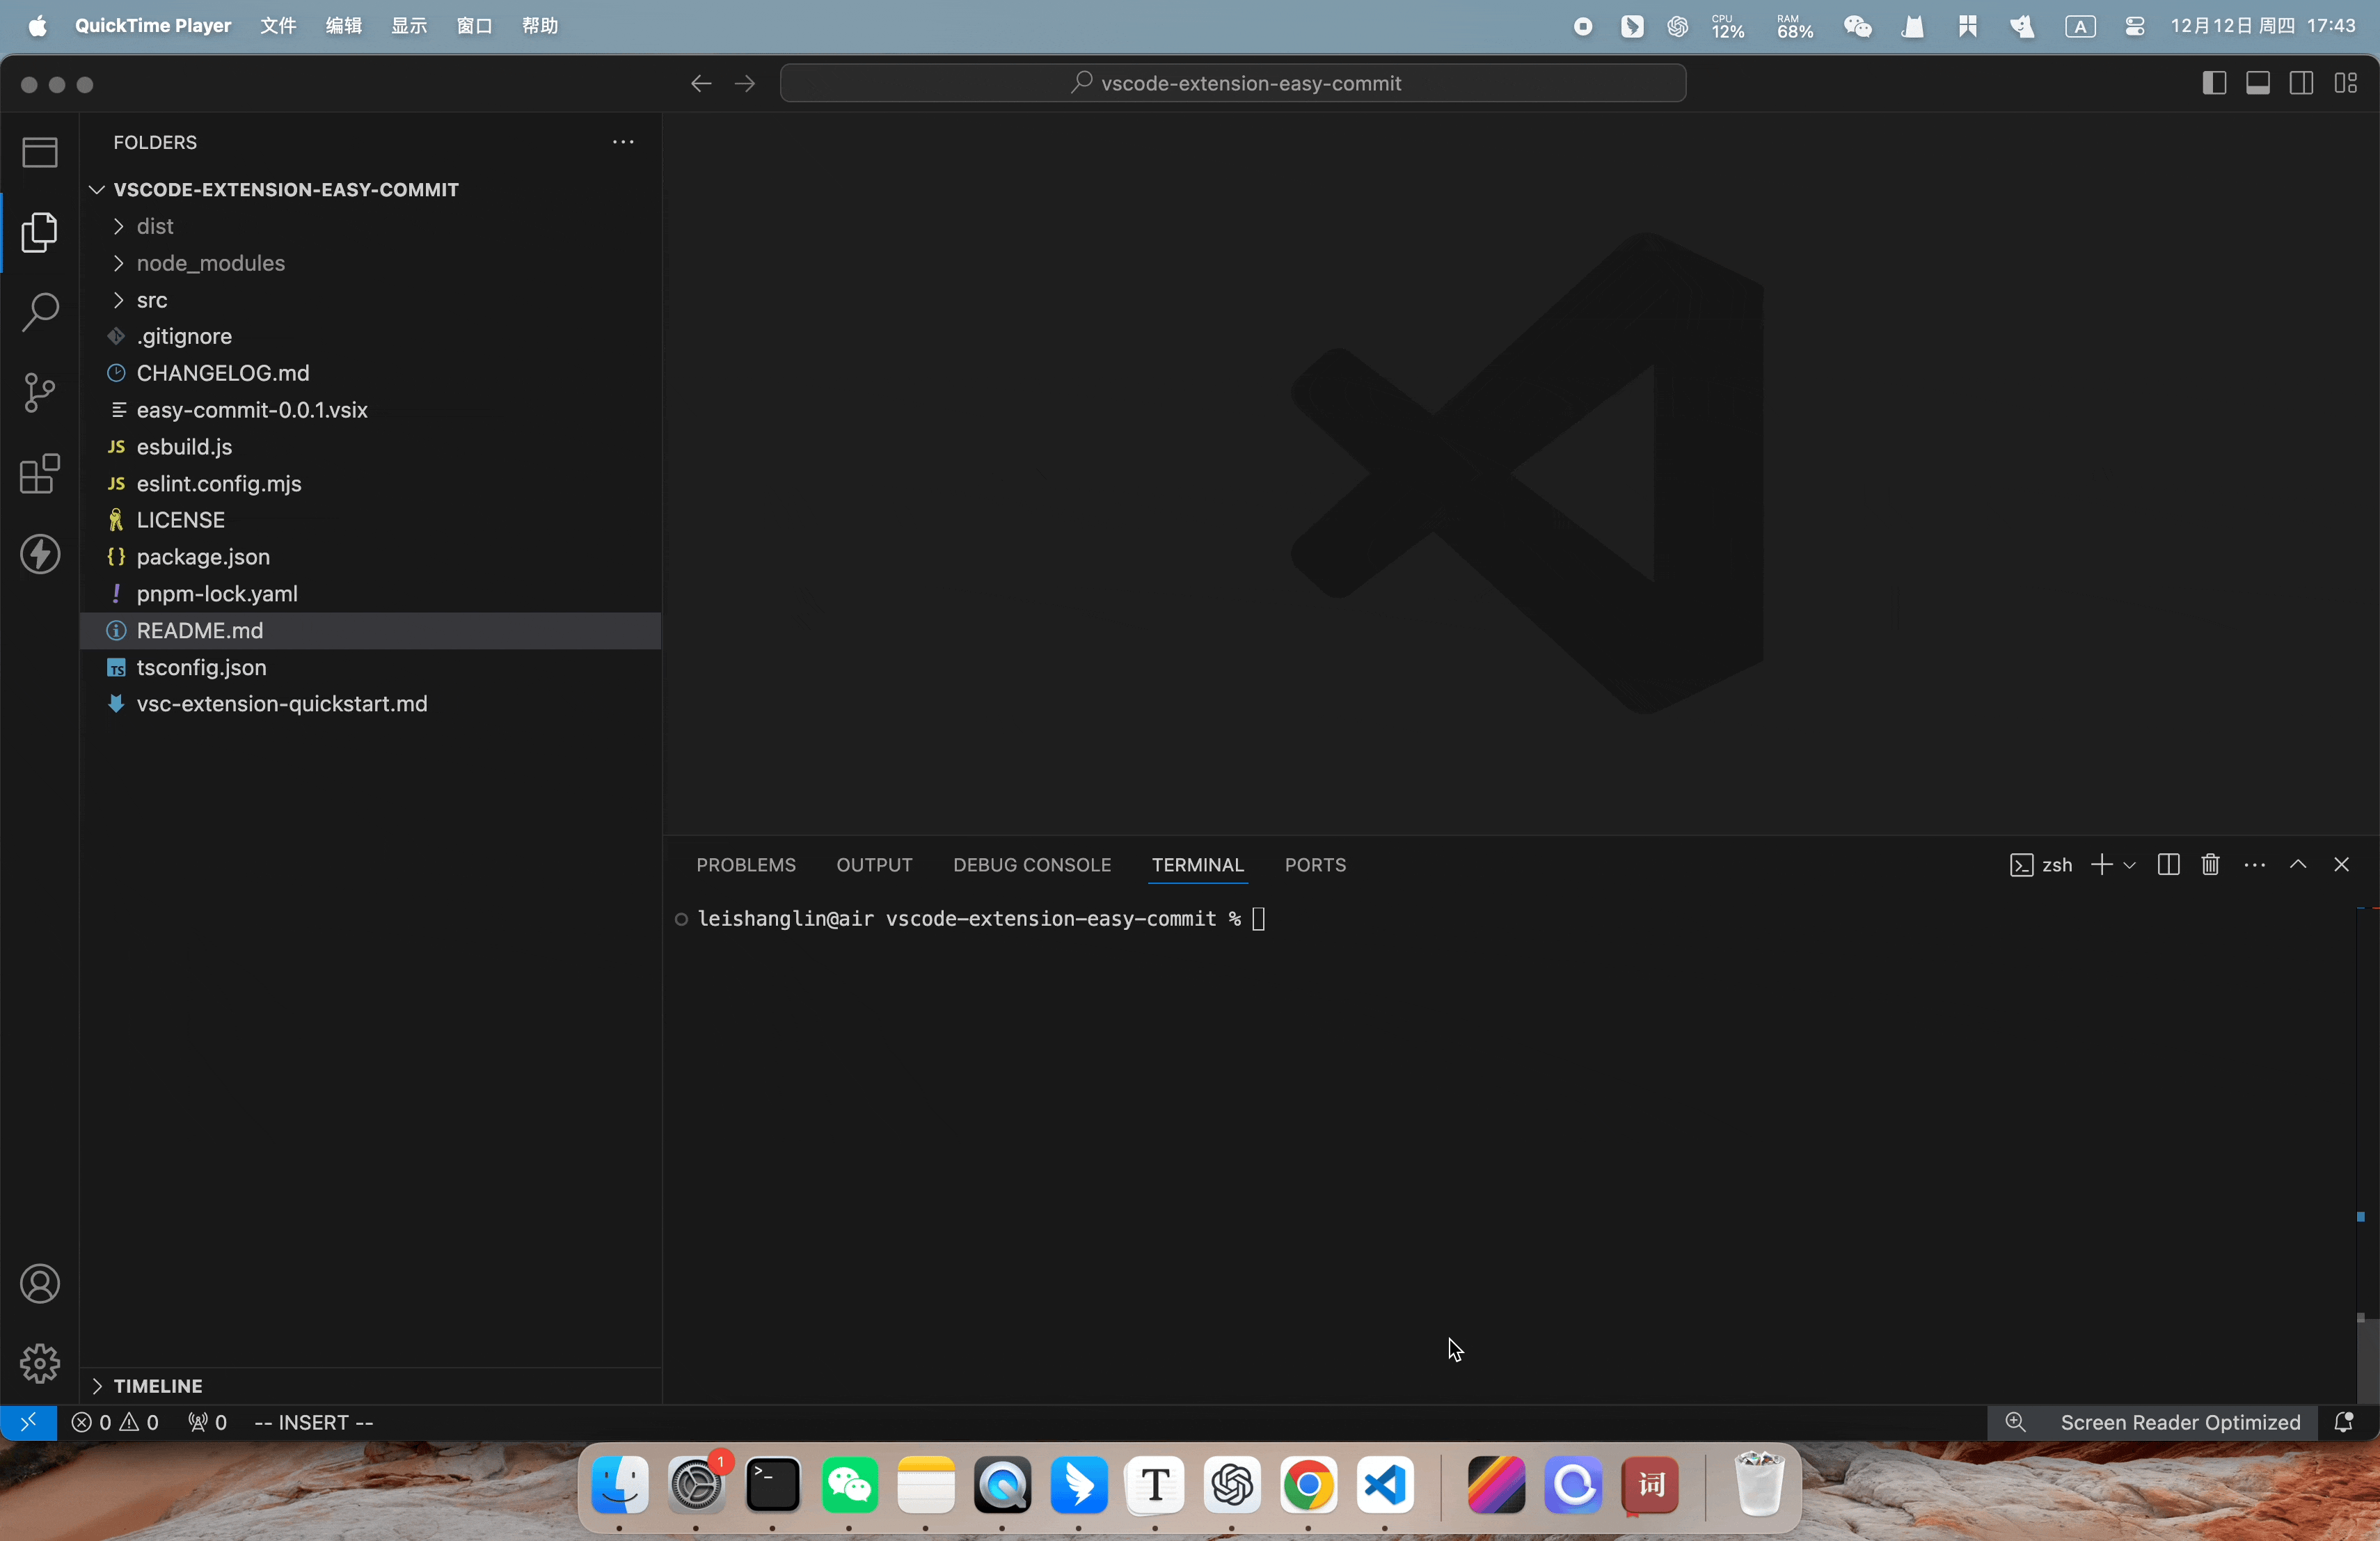 QuickTime Player 文件 编辑 显示 窗口 帮助 CPU 12% RAM 68% A 12月12日 周四 17:43
vscode-extension-easy-commit
FOLDERS
VSCODE-EXTENSION-EASY-COMMIT
dist
node_modules
src
.gitignore
CHANGELOG.md
easy-commit-0.0.1.vsix
JS esbuild.js
JS eslint.config.mjs
LICENSE
{} package.json
! pnpm-lock.yaml
README.md
TS tsconfig.json
vsc-extension-quickstart.md
PROBLEMS OUTPUT DEBUG CONSOLE TERMINAL PORTS zsh
leishanglin@air vscode-extension-easy-commit %
TIMELINE
0 0 0 -- INSERT -- Screen Reader Optimized
1
>_
T
词